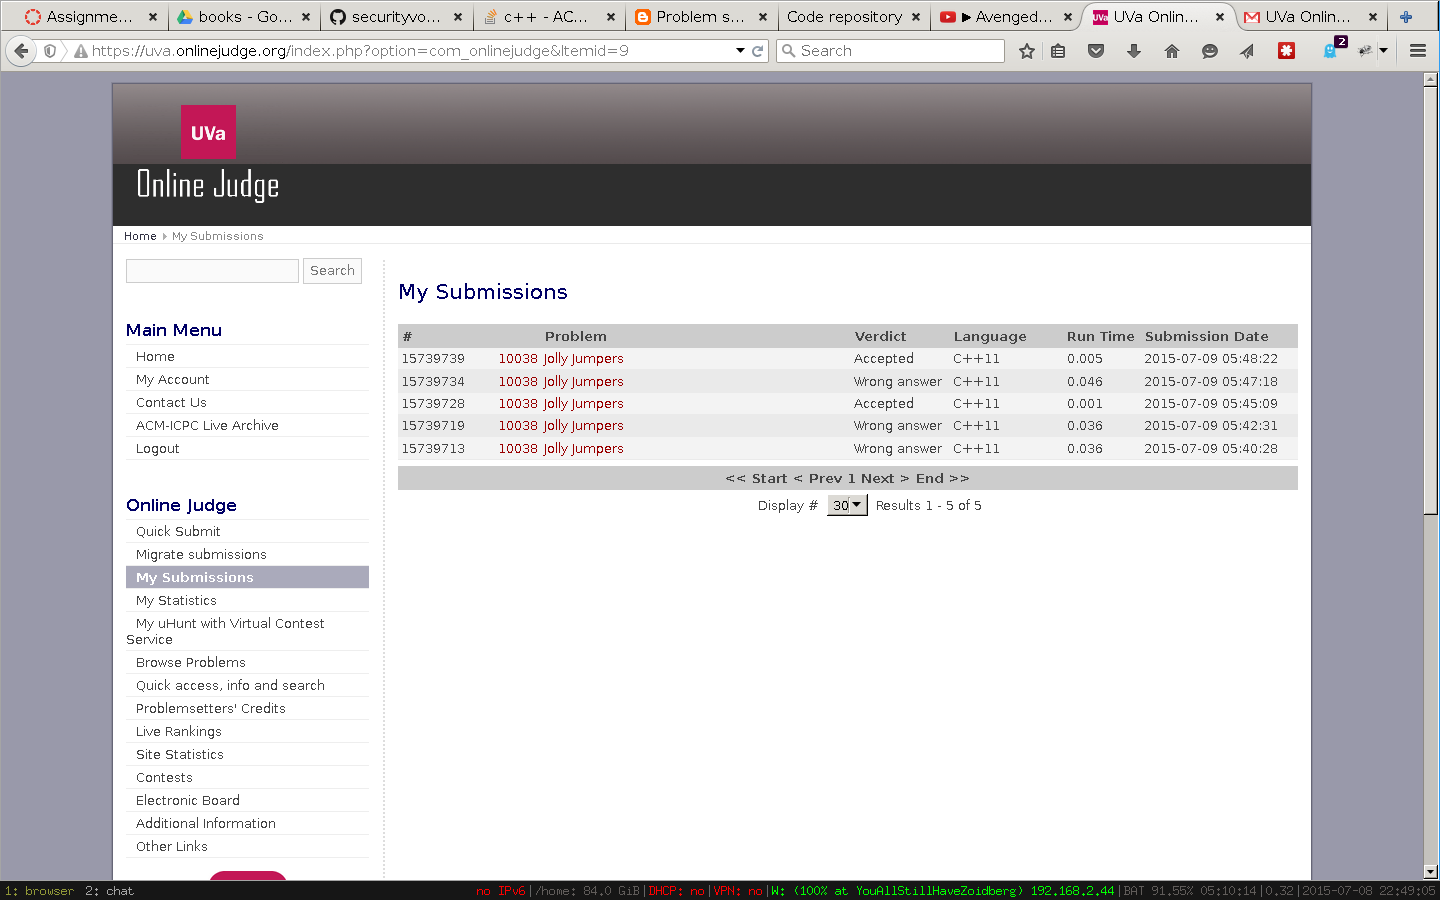 Assignme... books - Go... securityvo... c++ - AC... Problem s... Code repository ▶ Avenged... UVa Onlin... UVa Onlin...
https://uva.onlinejudge.org/index.php?option=com_onlinejudge&Itemid=9 Search 2
UVa
Online Judge
Home My Submissions
Search
My Submissions
Main Menu
Home
My Account
Contact Us
ACM-ICPC Live Archive
Logout
# Problem Verdict Language Run Time Submission Date
15739739 10038 Jolly Jumpers Accepted C++11 0.005 2015-07-09 05:48:22
15739734 10038 Jolly Jumpers Wrong answer C++11 0.046 2015-07-09 05:47:18
15739728 10038 Jolly Jumpers Accepted C++11 0.001 2015-07-09 05:45:09
15739719 10038 Jolly Jumpers Wrong answer C++11 0.036 2015-07-09 05:42:31
15739713 10038 Jolly Jumpers Wrong answer C++11 0.036 2015-07-09 05:40:28
<< Start < Prev 1 Next > End >>
Display # 30 Results 1 - 5 of 5
Online Judge
Quick Submit
Migrate submissions
My Submissions
My Statistics
My uHunt with Virtual Contest
Service
Browse Problems
Quick access, info and search
Problemsetters' Credits
Live Rankings
Site Statistics
Contests
Electronic Board
Additional Information
Other Links
1: browser 2: chat no IPv6|/home: 84.0 GiB|DHCP: no|VPN: no|W: (100% at YouAllStillHaveZoidberg) 192.168.2.44|BAT 91.55% 05:10:14|0.32|2015-07-08 22:49:05